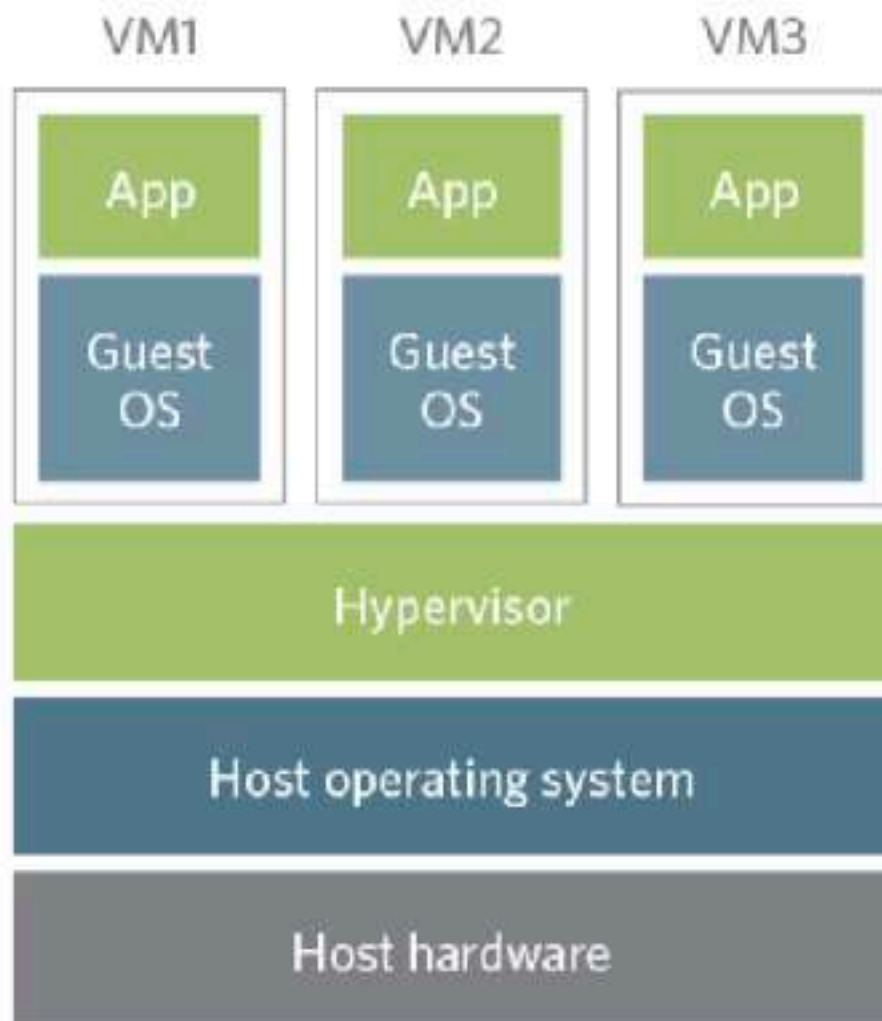 VM1 VM2 VM3
App App App
Guest Guest Guest
OS OS OS
Hypervisor
Host operating system
Host hardware